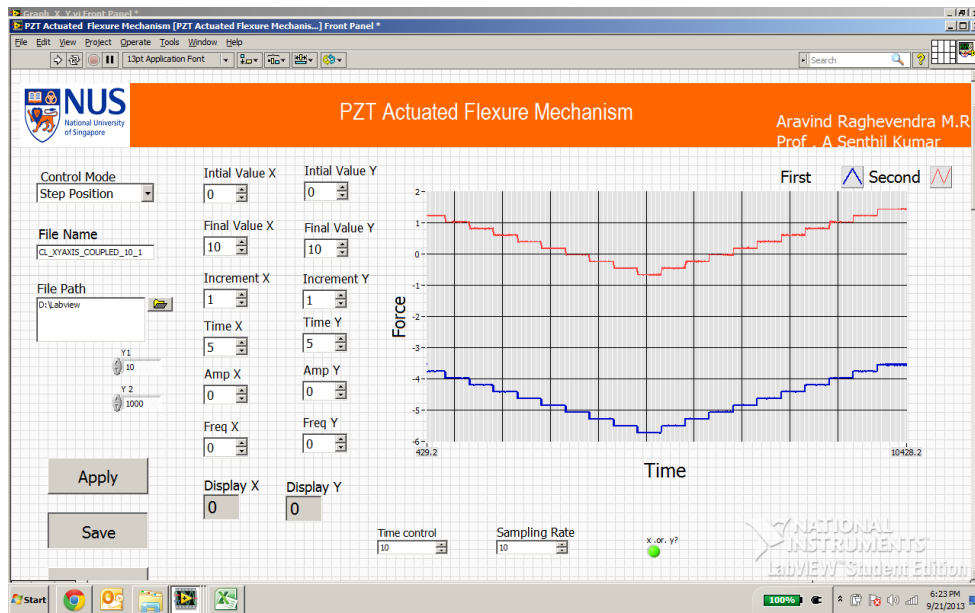 Graph X_Y.vi Front Panel *
PZT Actuated Flexure Mechanism [PZT Actuated Flexure Mechanis...] Front Panel *
File Edit View Project Operate Tools Window Help
13pt Application Font
Search
NUS
National University
of Singapore
PZT Actuated Flexure Mechanism
Aravind Raghevendra M.R
Prof . A Senthil Kumar
Control Mode
Step Position
File Name
CL_XYAXIS_COUPLED_10_1
File Path
D:\Labview
Y1
10
Y 2
1000
Apply
Save
Intial Value X
0
Intial Value Y
0
Final Value X
10
Final Value Y
10
Increment X
1
Increment Y
1
Time X
5
Time Y
5
Amp X
0
Amp Y
0
Freq X
0
Freq Y
0
Display X
0
Display Y
0
First
Second
Force
2
1
0
-1
-2
-3
-4
-5
-6
429.2
10428.2
Time
Time control
10
Sampling Rate
10
x .or. y?
NATIONAL
INSTRUMENTS
LabVIEW Student Edition
Start
100%
6:23 PM
9/21/2013